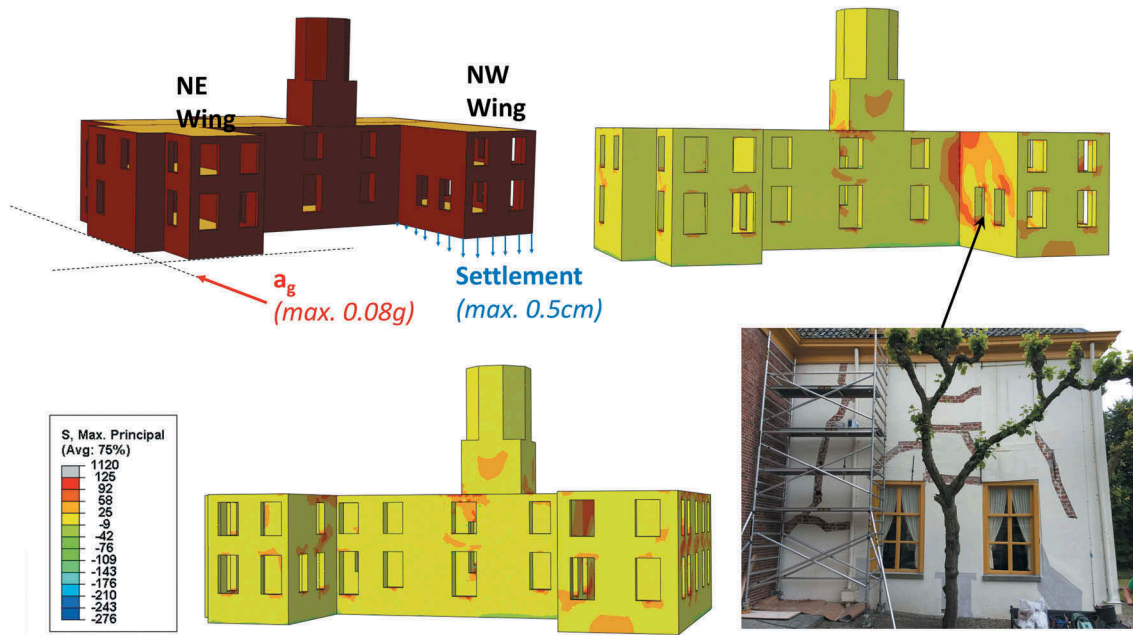 NE
Wing
NW
Wing
Settlement
(max. 0.5cm)
ag
(max. 0.08g)
S, Max. Principal
(Avg: 75%)
1120
125
92
58
25
-9
-42
-76
-109
-143
-176
-210
-243
-276